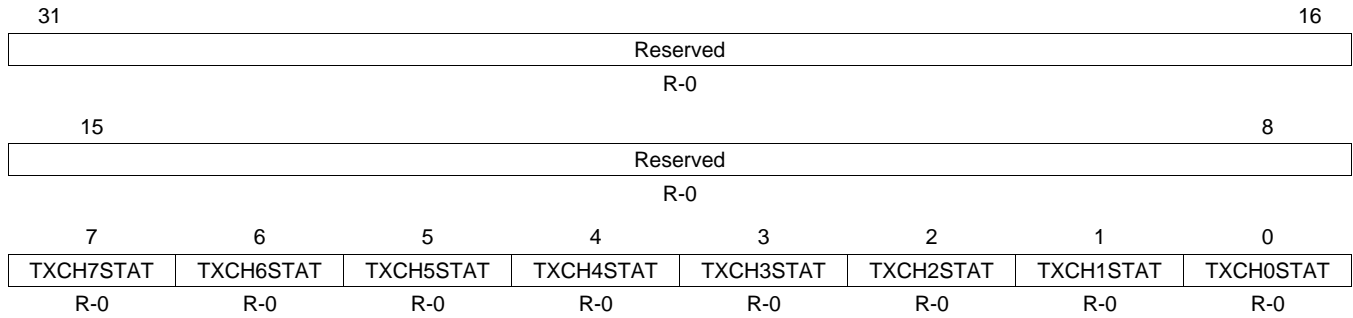 31 16
Reserved
R-0
15 8
Reserved
R-0
7 6 5 4 3 2 1 0
TXCH7STAT TXCH6STAT TXCH5STAT TXCH4STAT TXCH3STAT TXCH2STAT TXCH1STAT TXCH0STAT
R-0 R-0 R-0 R-0 R-0 R-0 R-0 R-0